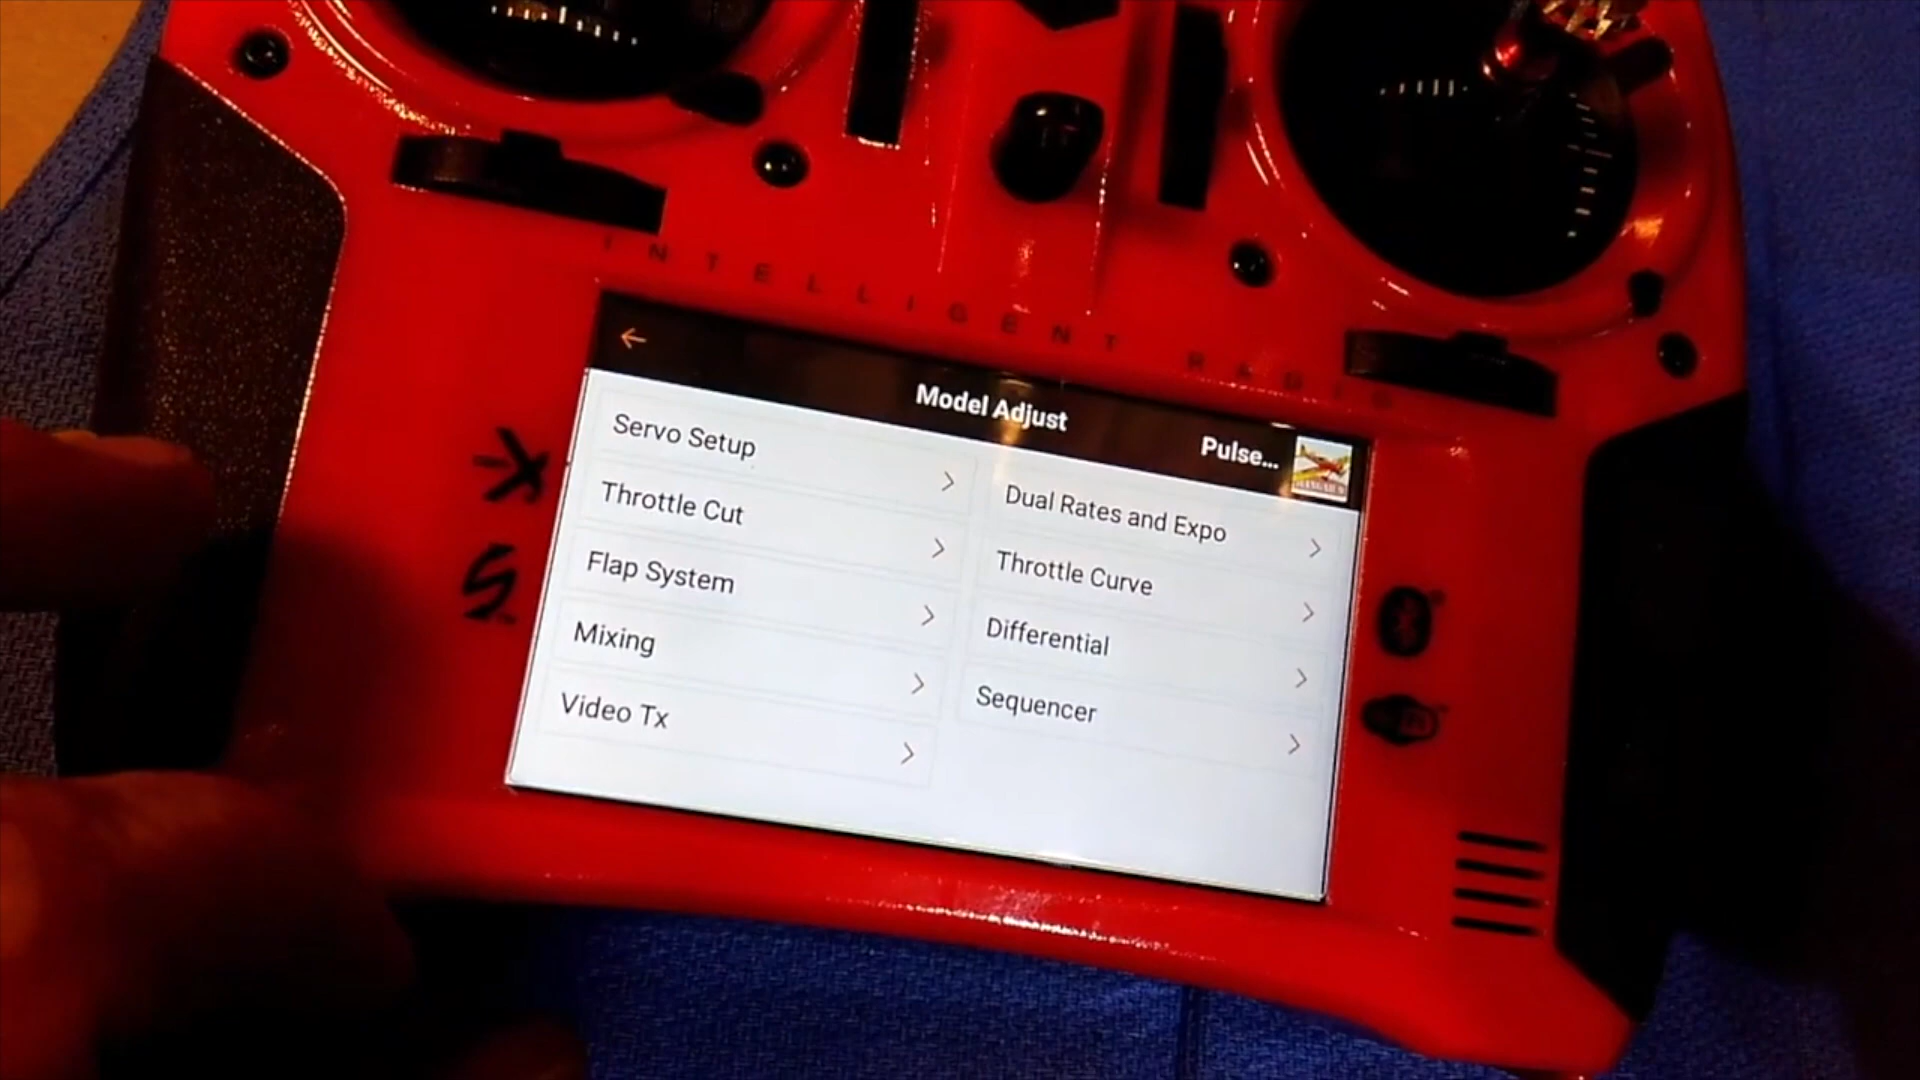 INTELLIGENT RADIO
Model Adjust
Pulse...
Servo Setup
Dual Rates and Expo
Throttle Cut
Throttle Curve
Flap System
Differential
Mixing
Sequencer
Video Tx